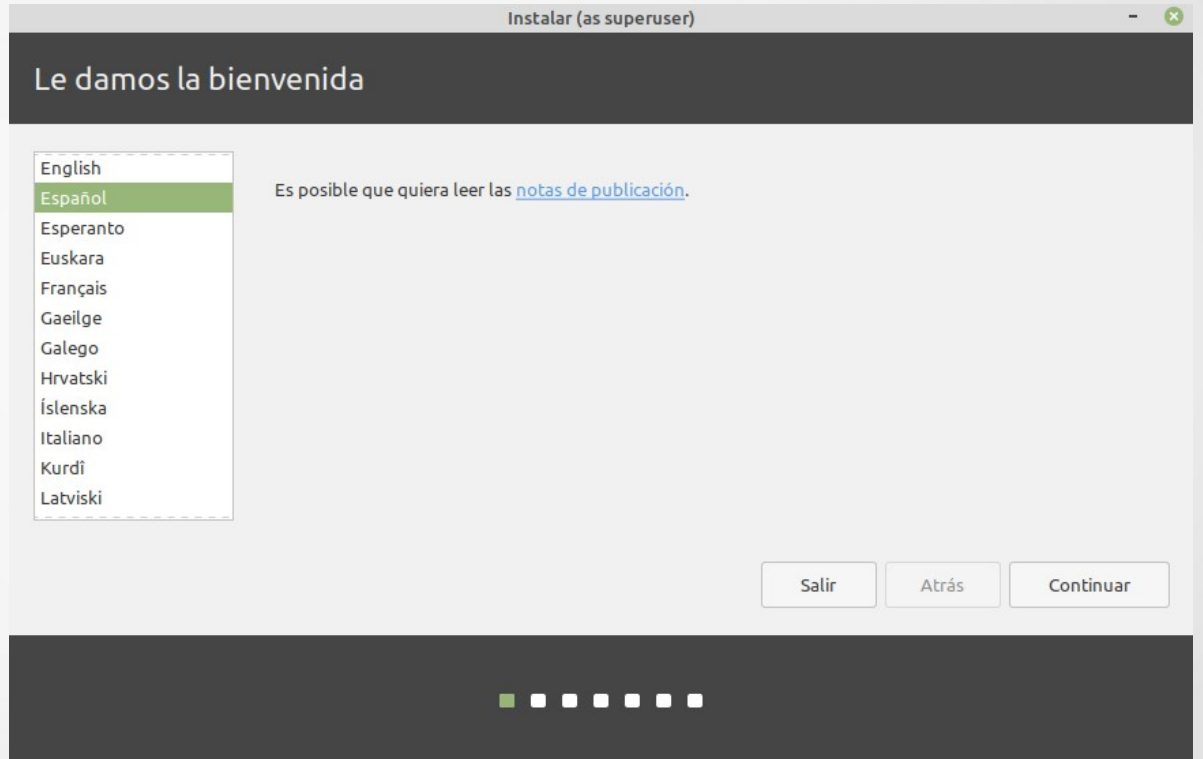 Instalar (as superuser)
Le damos la bienvenida
English
Español
Esperanto
Euskara
Français
Gaeilge
Galego
Hrvatski
Íslenska
Italiano
Kurdî
Latviski
Es posible que quiera leer las notas de publicación.
Salir Atrás Continuar